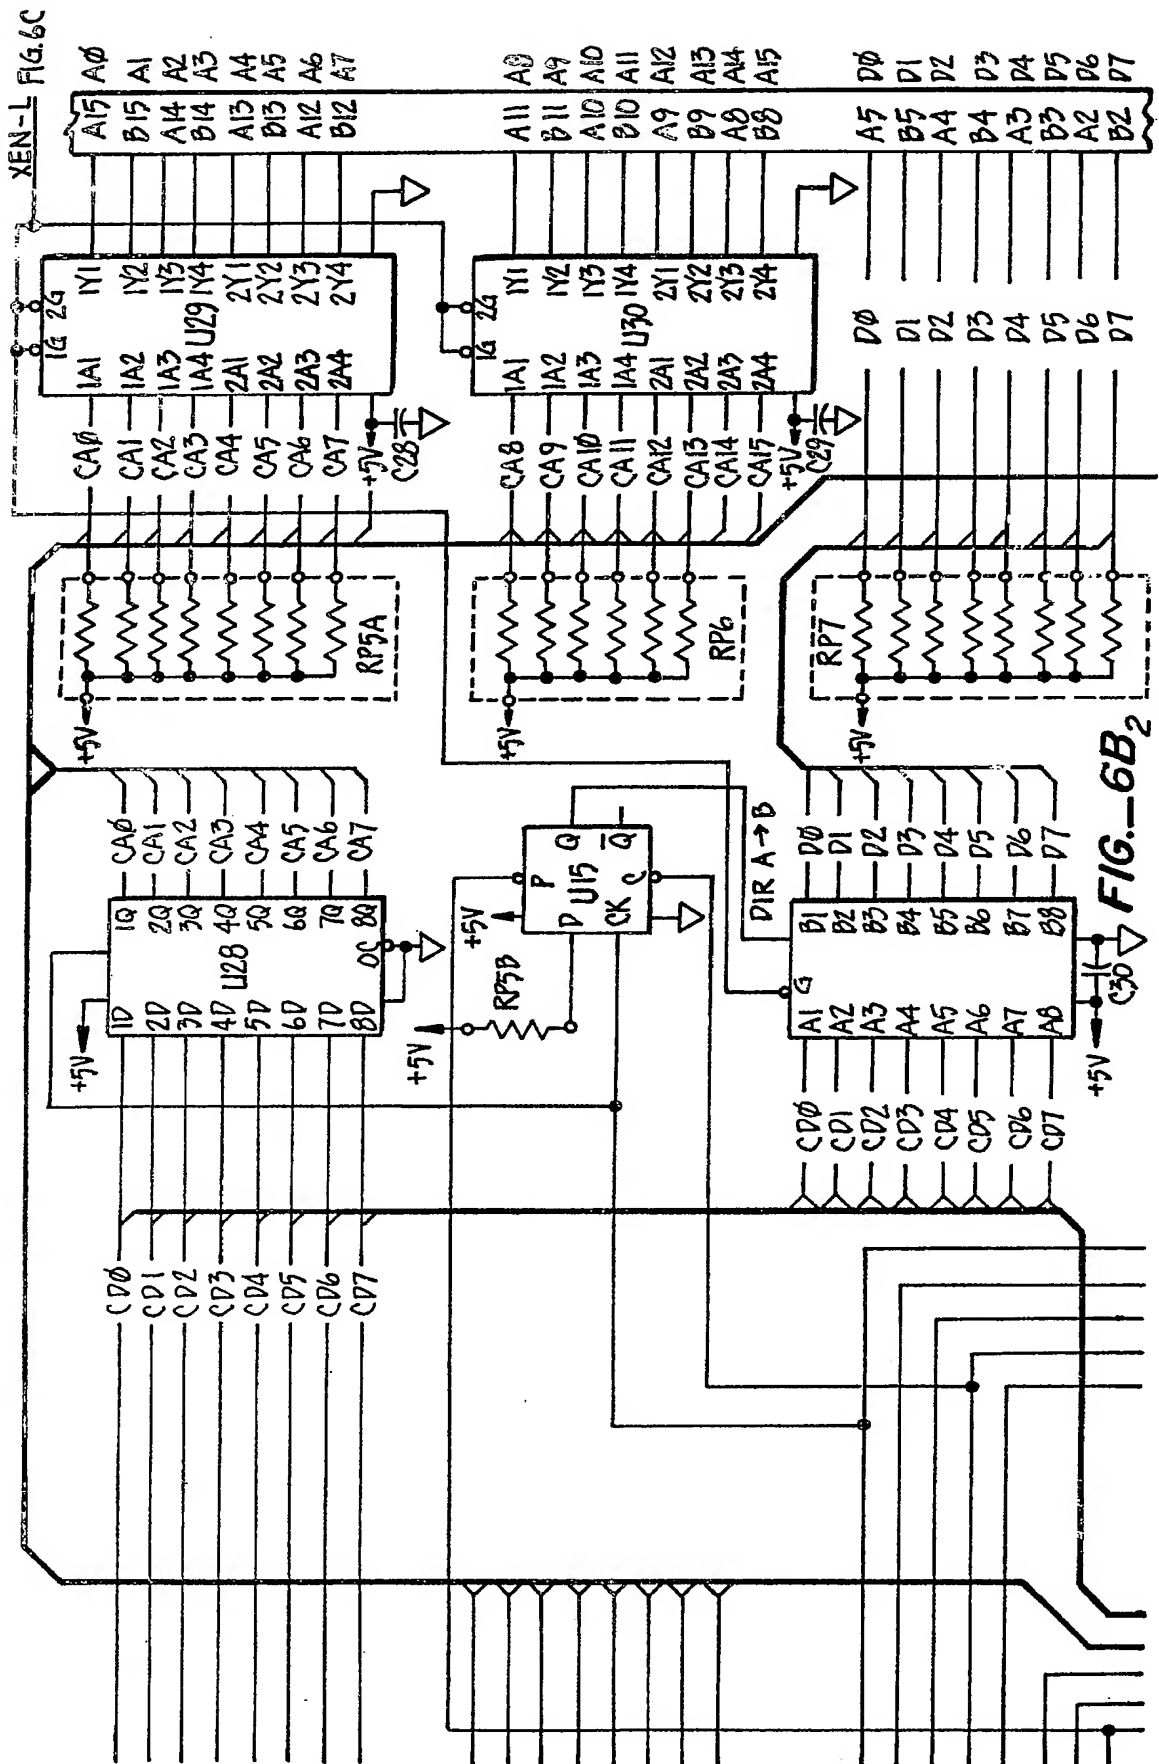 XEN-L FIG.6C
A15 AØ
B15 A1
A14 A2
B14 A3
A13 A4
B13 A5
A12 A6
B12 A7
1G 2G
1A1 1Y1
1A2 1Y2
1A3 1Y3
1A4 1Y4
U29
2A1 2Y1
2A2 2Y2
2A3 2Y3
2A4 2Y4
CAØ
CA1
CA2
CA3
CA4
CA5
CA6
CA7
+5V
C28
RP5A
+5V
A11 A8
B11 A9
A10 A10
B10 A11
A9 A12
B9 A13
A8 A14
B8 A15
1G 2G
1A1 1Y1
1A2 1Y2
1A3 1Y3
1A4 1Y4
U30
2A1 2Y1
2A2 2Y2
2A3 2Y3
2A4 2Y4
CA8
CA9
CA1Ø
CA11
CA12
CA13
CA14
CA15
+5V
C29
RP6
+5V
A5 DØ
B5 D1
A4 D2
B4 D3
A3 D4
B3 D5
A2 D6
B2 D7
DØ
D1
D2
D3
D4
D5
D6
D7
RP7
+5V
CAØ
CA1
CA2
CA3
CA4
CA5
CA6
CA7
1D 1Q
2D 2Q
3D 3Q
4D 4Q
U28
5D 5Q
6D 6Q
7D 7Q
8D 8Q
OC
+5V
CDØ
CD1
CD2
CD3
CD4
CD5
CD6
CD7
+5V
RP5B
+5V
P
D Q
U15
CK Q̅
C
DIR A→B
G
A1 B1
A2 B2
A3 B3
A4 B4
A5 B5
A6 B6
A7 B7
A8 B8
DØ
D1
D2
D3
D4
D5
D6
D7
CDØ
CD1
CD2
CD3
CD4
CD5
CD6
CD7
+5V
C30
FIG._6B₂